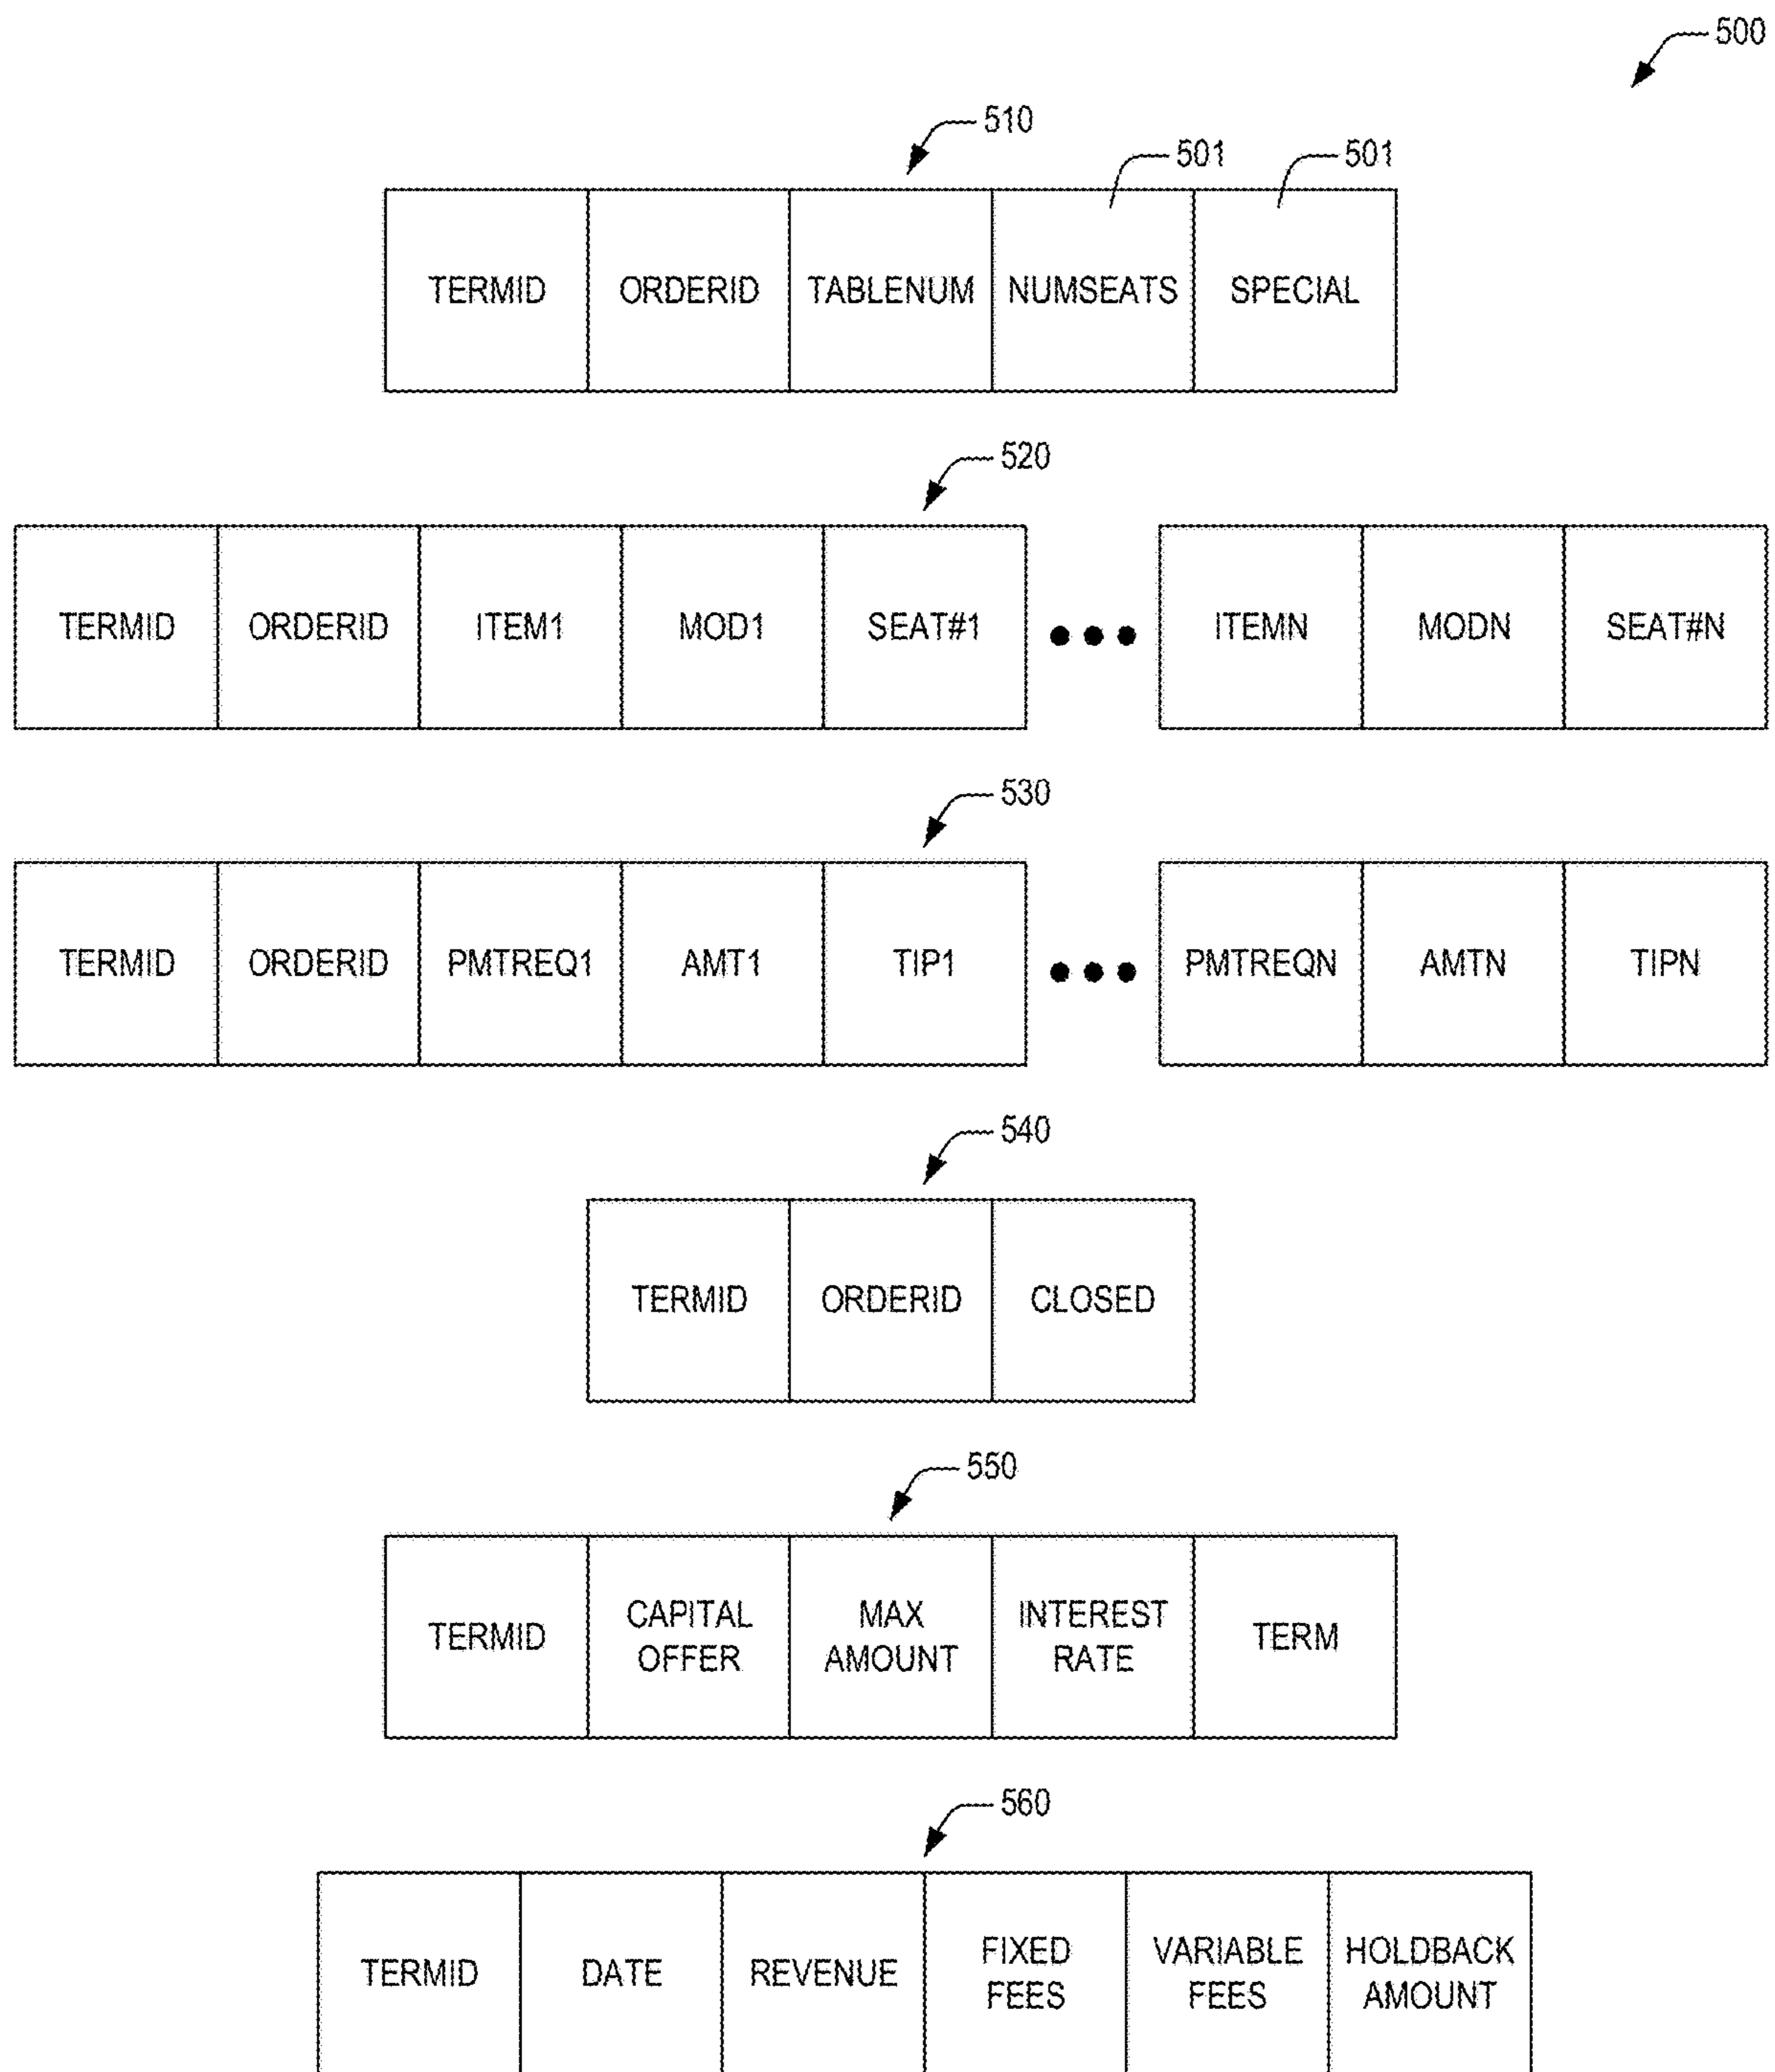 500
510
501 501
TERMID ORDERID TABLENUM NUMSEATS SPECIAL
520
TERMID ORDERID ITEM1 MOD1 SEAT#1 ●●● ITEMN MODN SEAT#N
530
TERMID ORDERID PMTREQ1 AMT1 TIP1 ●●● PMTREQN AMTN TIPN
540
TERMID ORDERID CLOSED
550
TERMID
CAPITAL
OFFER
MAX
AMOUNT
INTEREST
RATE
TERM
560
TERMID
DATE
REVENUE
FIXED
FEES
VARIABLE
FEES
HOLDBACK
AMOUNT